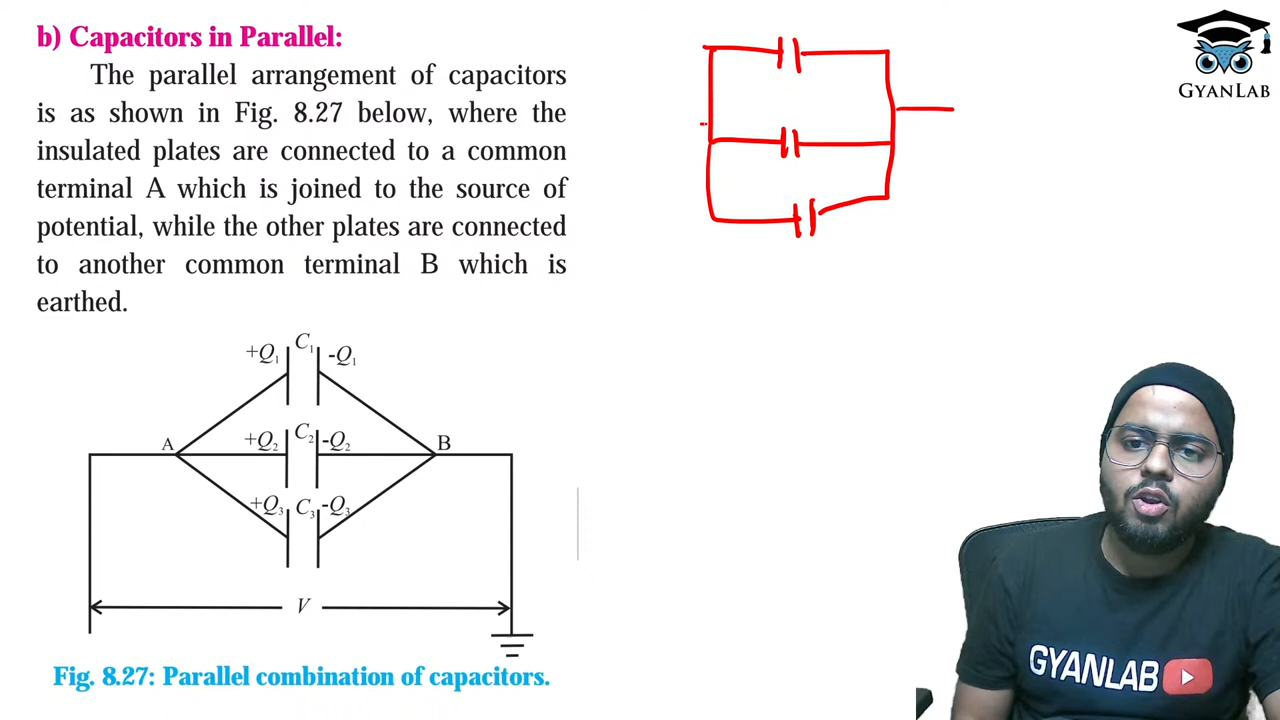 b) Capacitors in Parallel:
The parallel arrangement of capacitors
is as shown in Fig. 8.27 below, where the
insulated plates are connected to a common
terminal A which is joined to the source of
potential, while the other plates are connected
to another common terminal B which is
earthed.
+Q₁ C₁ -Q₁
A +Q₂ C₂ -Q₂ B
+Q₃ C₃ -Q₃
V
Fig. 8.27: Parallel combination of capacitors.
GYANLAB
GYANLAB